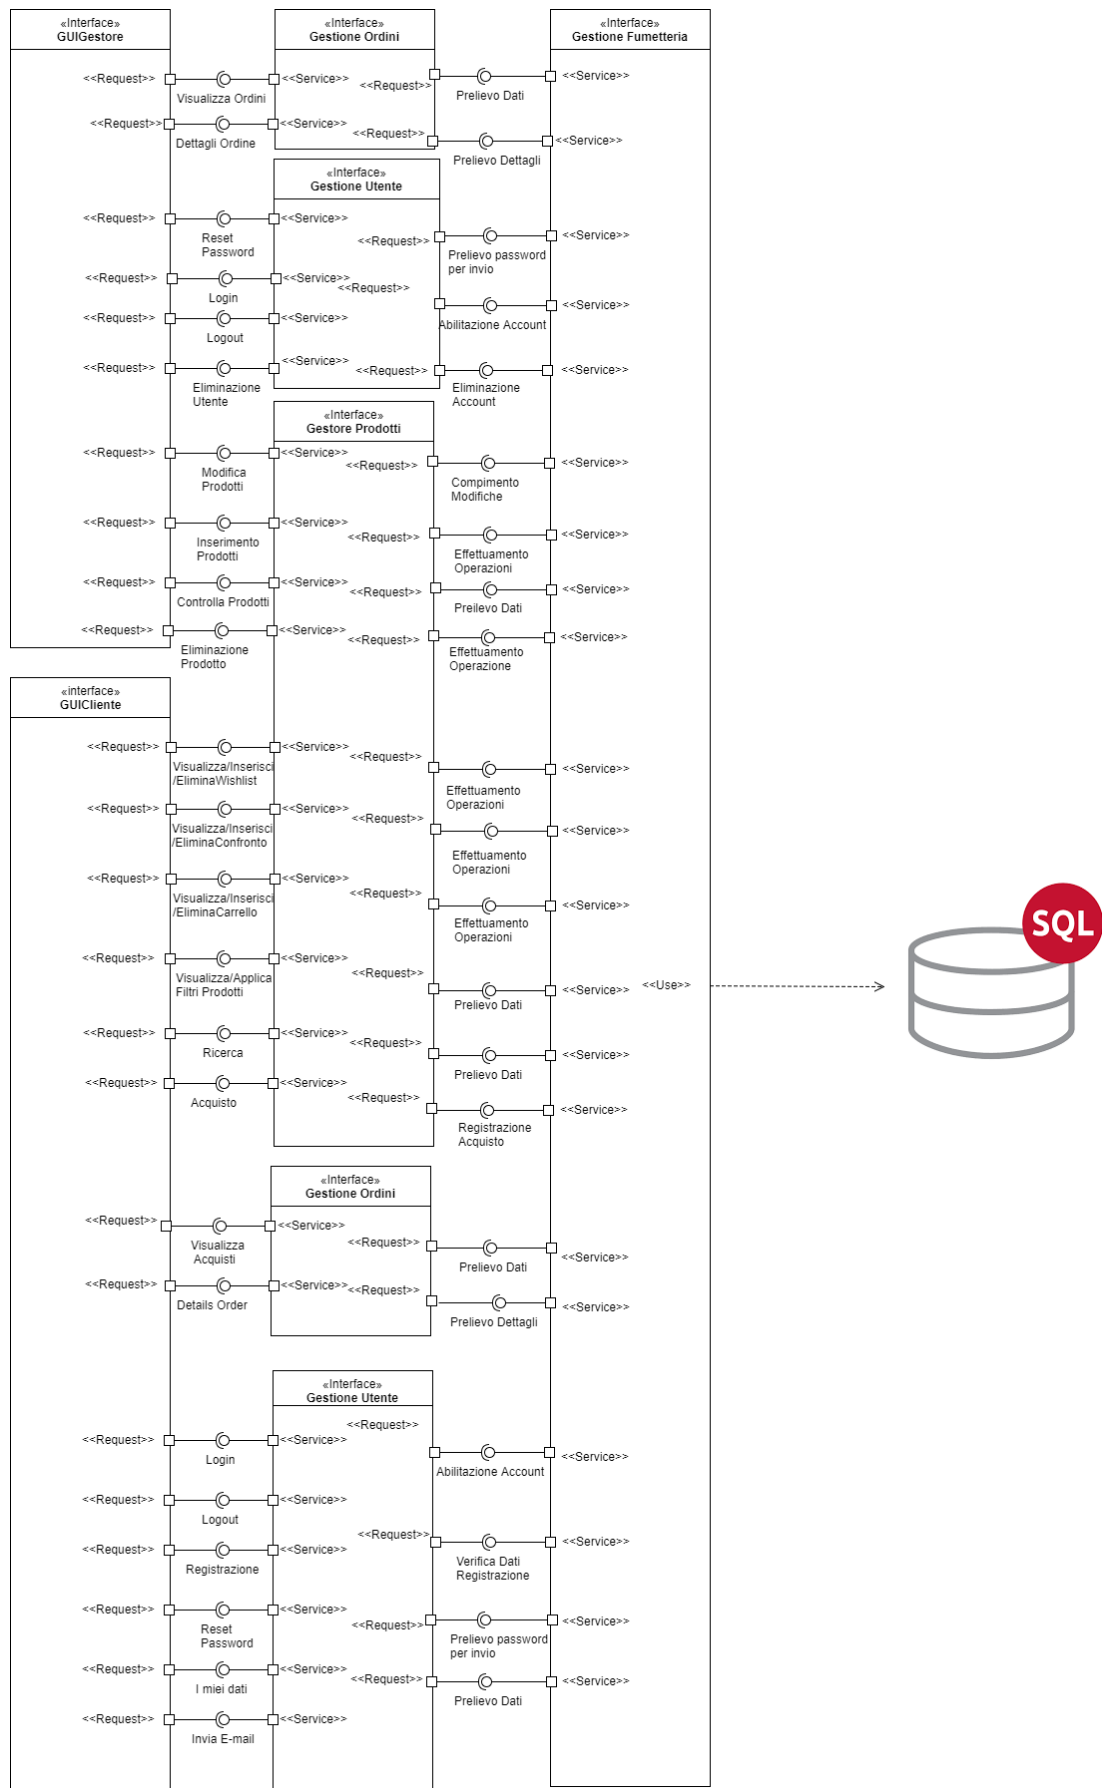 «Interface»
GUIGestore
«Interface»
Gestione Ordini
«Interface»
Gestione Fumetteria
<<Request>>
<<Service>>
<<Request>>
<<Service>>
Visualizza Ordini
Prelievo Dati
<<Request>>
<<Service>>
<<Request>>
<<Service>>
Dettagli Ordine
Prelievo Dettagli
«Interface»
Gestione Utente
<<Request>>
<<Service>>
<<Request>>
<<Service>>
Reset
Password
Prelievo password
per invio
<<Request>>
<<Service>>
<<Request>>
<<Service>>
Login
Abilitazione Account
<<Request>>
<<Service>>
Logout
<<Request>>
<<Service>>
<<Request>>
<<Service>>
Eliminazione
Utente
Eliminazione
Account
«Interface»
Gestore Prodotti
<<Request>>
<<Service>>
<<Request>>
<<Service>>
Modifica
Prodotti
Compimento
Modifiche
<<Request>>
<<Service>>
<<Request>>
<<Service>>
Inserimento
Prodotti
Effettuamento
Operazioni
<<Request>>
<<Service>>
<<Request>>
<<Service>>
Controlla Prodotti
Preilevo Dati
<<Request>>
<<Service>>
<<Request>>
<<Service>>
Eliminazione
Prodotto
Effettuamento
Operazione
«interface»
GUICliente
<<Request>>
<<Service>>
<<Request>>
<<Service>>
Visualizza/Inserisci
/EliminaWishlist
Effettuamento
Operazioni
<<Request>>
<<Service>>
<<Request>>
<<Service>>
Visualizza/Inserisci
/EliminaConfronto
Effettuamento
Operazioni
<<Request>>
<<Service>>
<<Request>>
<<Service>>
Visualizza/Inserisci
/EliminaCarrello
Effettuamento
Operazioni
SQL
<<Request>>
<<Service>>
<<Request>>
<<Service>>
<<Use>>
Visualizza/Applica
Filtri Prodotti
Prelievo Dati
<<Request>>
<<Service>>
<<Request>>
<<Service>>
Ricerca
Prelievo Dati
<<Request>>
<<Service>>
<<Request>>
<<Service>>
Acquisto
Registrazione
Acquisto
«Interface»
Gestione Ordini
<<Request>>
<<Service>>
<<Request>>
<<Service>>
Visualizza
Acquisti
Prelievo Dati
<<Request>>
<<Service>>
<<Request>>
<<Service>>
Details Order
Prelievo Dettagli
«Interface»
Gestione Utente
<<Request>>
<<Request>>
<<Service>>
<<Service>>
Login
Abilitazione Account
<<Request>>
<<Service>>
Logout
<<Request>>
<<Service>>
<<Request>>
<<Service>>
Registrazione
Verifica Dati
Registrazione
<<Request>>
<<Service>>
<<Request>>
<<Service>>
Reset
Password
Prelievo password
per invio
<<Request>>
<<Service>>
<<Request>>
<<Service>>
I miei dati
Prelievo Dati
<<Request>>
<<Service>>
Invia E-mail